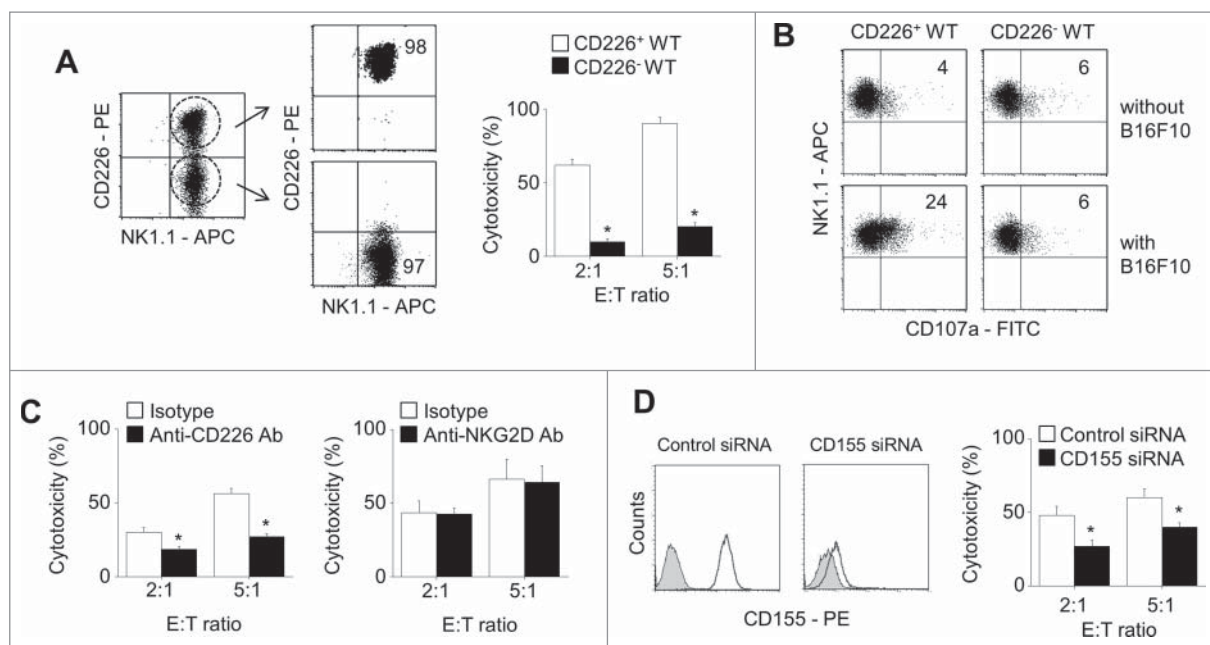 A
CD226 - PE
NK1.1 - APC
CD226 - PE
98
97
NK1.1 - APC
CD226+ WT
CD226- WT
Cytotoxicity (%)
100
50
0
*
*
2:1
5:1
E:T ratio
B
CD226+ WT
CD226- WT
4
6
without
B16F10
24
6
with
B16F10
NK1.1 - APC
CD107a - FITC
C
Isotype
Anti-CD226 Ab
Cytotoxicity (%)
100
50
0
*
*
2:1
5:1
E:T ratio
Isotype
Anti-NKG2D Ab
Cytotoxicity (%)
100
50
0
2:1
5:1
E:T ratio
D
Control siRNA
CD155 siRNA
Counts
CD155 - PE
Control siRNA
CD155 siRNA
Cytotoxicity (%)
100
50
0
*
*
2:1
5:1
E:T ratio